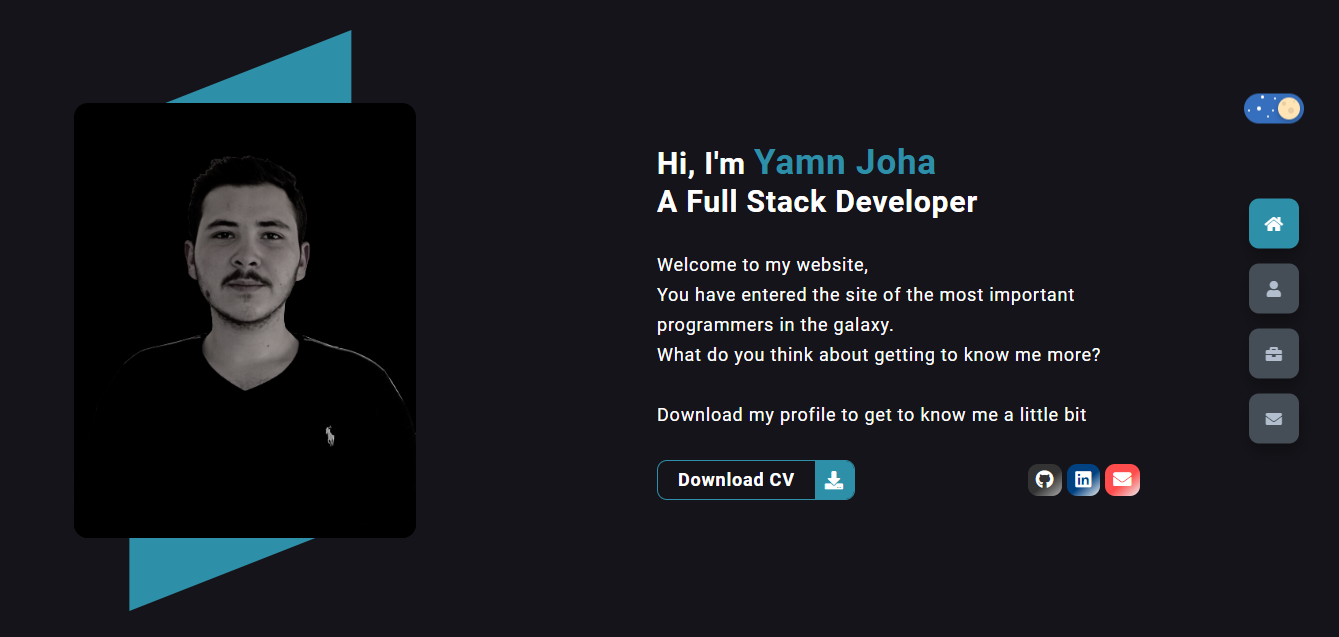 Hi, I'm Yamn Joha
A Full Stack Developer
Welcome to my website,
You have entered the site of the most important
programmers in the galaxy.
What do you think about getting to know me more?
Download my profile to get to know me a little bit
Download CV
in